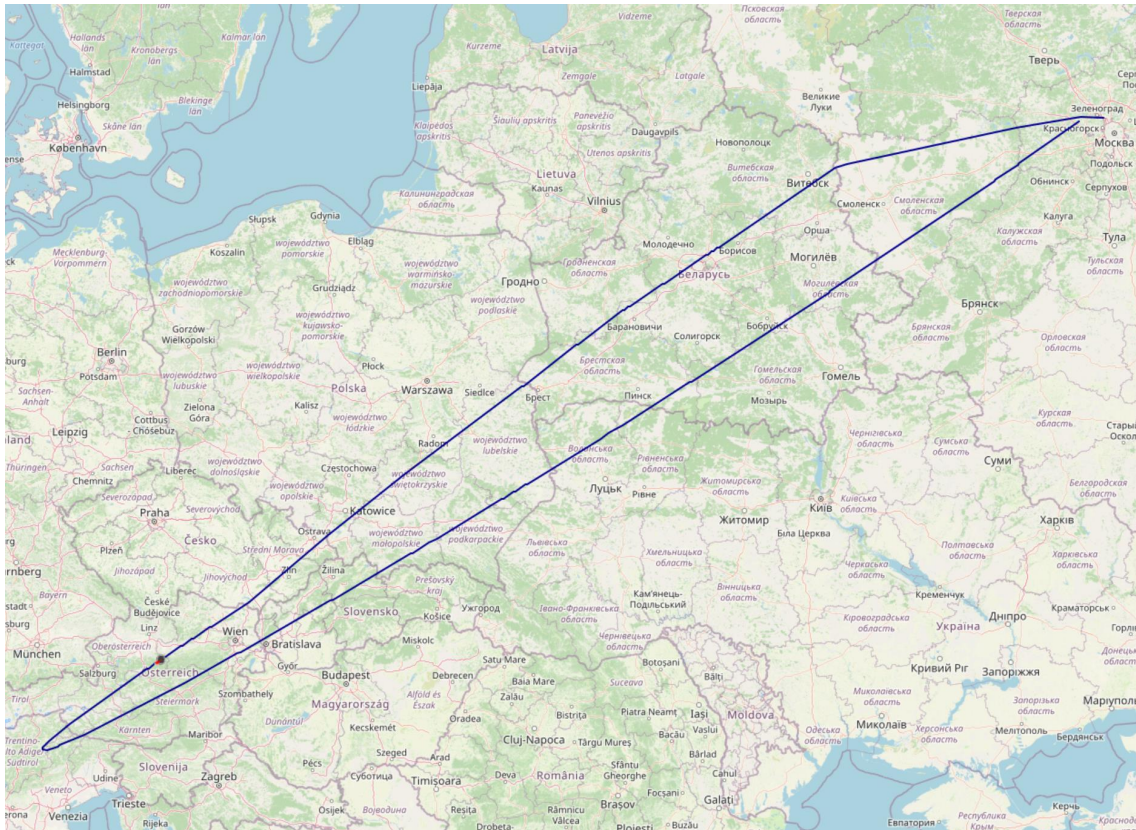 Псковская
область
Тверская
область
Kattegat
Hallands
län
Kronobergs
län
Kalmar län
Vidzeme
Kurzeme
Latvija
Тверь
Halmstad
Liepāja
Zemgale
Latgale
Blekinge
län
Великие
Луки
Зеленоград
Helsingborg
Skåne län
Šiaulių apskritis
Panevėžio
apskritis
Klaipėdos
apskritis
Daugavpils
Новополоцк
Красногорск
Москва
København
Utenos apskritis
Витебская
область
Подольск
Lietuva
Kaunas
Витебск
Обнинск
Серпухов
Калининградская
область
Vilnius
Смоленск
Смоленская
область
Калуга
Słupsk
Gdynia
Koszalin
Elbląg
Молодечно
Борисов
Орша
Калужская
область
Тула
Mecklenburg-
Vorpommern
województwo
pomorskie
województwo
warmińsko-
mazurskie
Гродненская
область
Могилёв
Тульская
область
województwo
zachodniopomorskie
Grudziądz
Гродно
Беларусь
Могилёвская
область
województwo
podlaskie
Брянск
Gorzów
Wielkopolski
województwo
kujawsko-
pomorskie
Барановичи
Солигорск
Бобруйск
Брянская
область
Орловская
область
Berlin
Potsdam
województwo
lubuskie
województwo
wielkopolskie
Płock
Брестская
область
Гомельская
область
Гомель
Polska
Warszawa
Siedlce
Брест
Пинск
Мозырь
Sachsen-
Anhalt
Zielona
Góra
Kalisz
Курская
область
Cottbus
- Chóśebuz
województwo
łódzkie
Чернігівська
область
Сумська
область
Leipzig
Radom
województwo
lubelskie
Волинська
область
Рівненська
область
Thüringen
Sachsen
Chemnitz
Liberec
województwo
dolnośląskie
Częstochowa
województwo
świętokrzyskie
Суми
Луцьк
Рівне
Житомирська
область
Київська
область
Белгородская
область
Severozápad
Severovýchod
województwo
opolskie
Katowice
Житомир
Київ
Praha
Харків
Plzeň
Česko
Ostrava
województwo
małopolskie
województwo
podkarpackie
Біла Церква
Полтавська
область
Харківська
область
Střední Morava
Львівська
область
Хмельницька
область
Черкаська
область
Jihozápad
Jihovýchod
Zlín
Žilina
Prešovský
kraj
Вінницька
область
Bayern
České
Budějovice
Slovensko
Košice
Ужгород
Івано-Франківська
область
Кам'янець-
Подільський
Кременчук
Краматорськ
Linz
Дніпро
Кіровоградська
область
Україна
München
Oberösterreich
Wien
Bratislava
Miskolc
Чернівецька
область
Salzburg
Österreich
Győr
Satu Mare
Botoșani
Кривий Ріг
Запоріжжя
Tirol
Steiermark
Szombathely
Budapest
Debrecen
Baia Mare
Suceava
Bălți
Alföld és
Észak
Zalău
Миколаївська
область
Запорізька
область
Magyarország
Oradea
Bistrița
Piatra Neamț
Iași
Маріуполь
Trentino-
Kärnten
Maribor
Dunántúl
Kecskemét
Cluj-Napoca
Târgu Mureș
Bacău
Vaslui
Moldova
Миколаїв
Херсонська
область
Мелітополь
Бердянськ
Südtirol
Udine
Slovenija
Pécs
Szeged
Arad
Bârlad
Одеська
область
Veneto
Zagreb
Суботица
Timișoara
Deva
România
Sfântu
Gheorghe
Focșani
Cahul
Trieste
Venezia
Rijeka
Osijek
Војводина
Reșița
Râmnicu
Vâlcea
Brașov
Buzău
Galați
Керчь
Ploiești
Евпатория